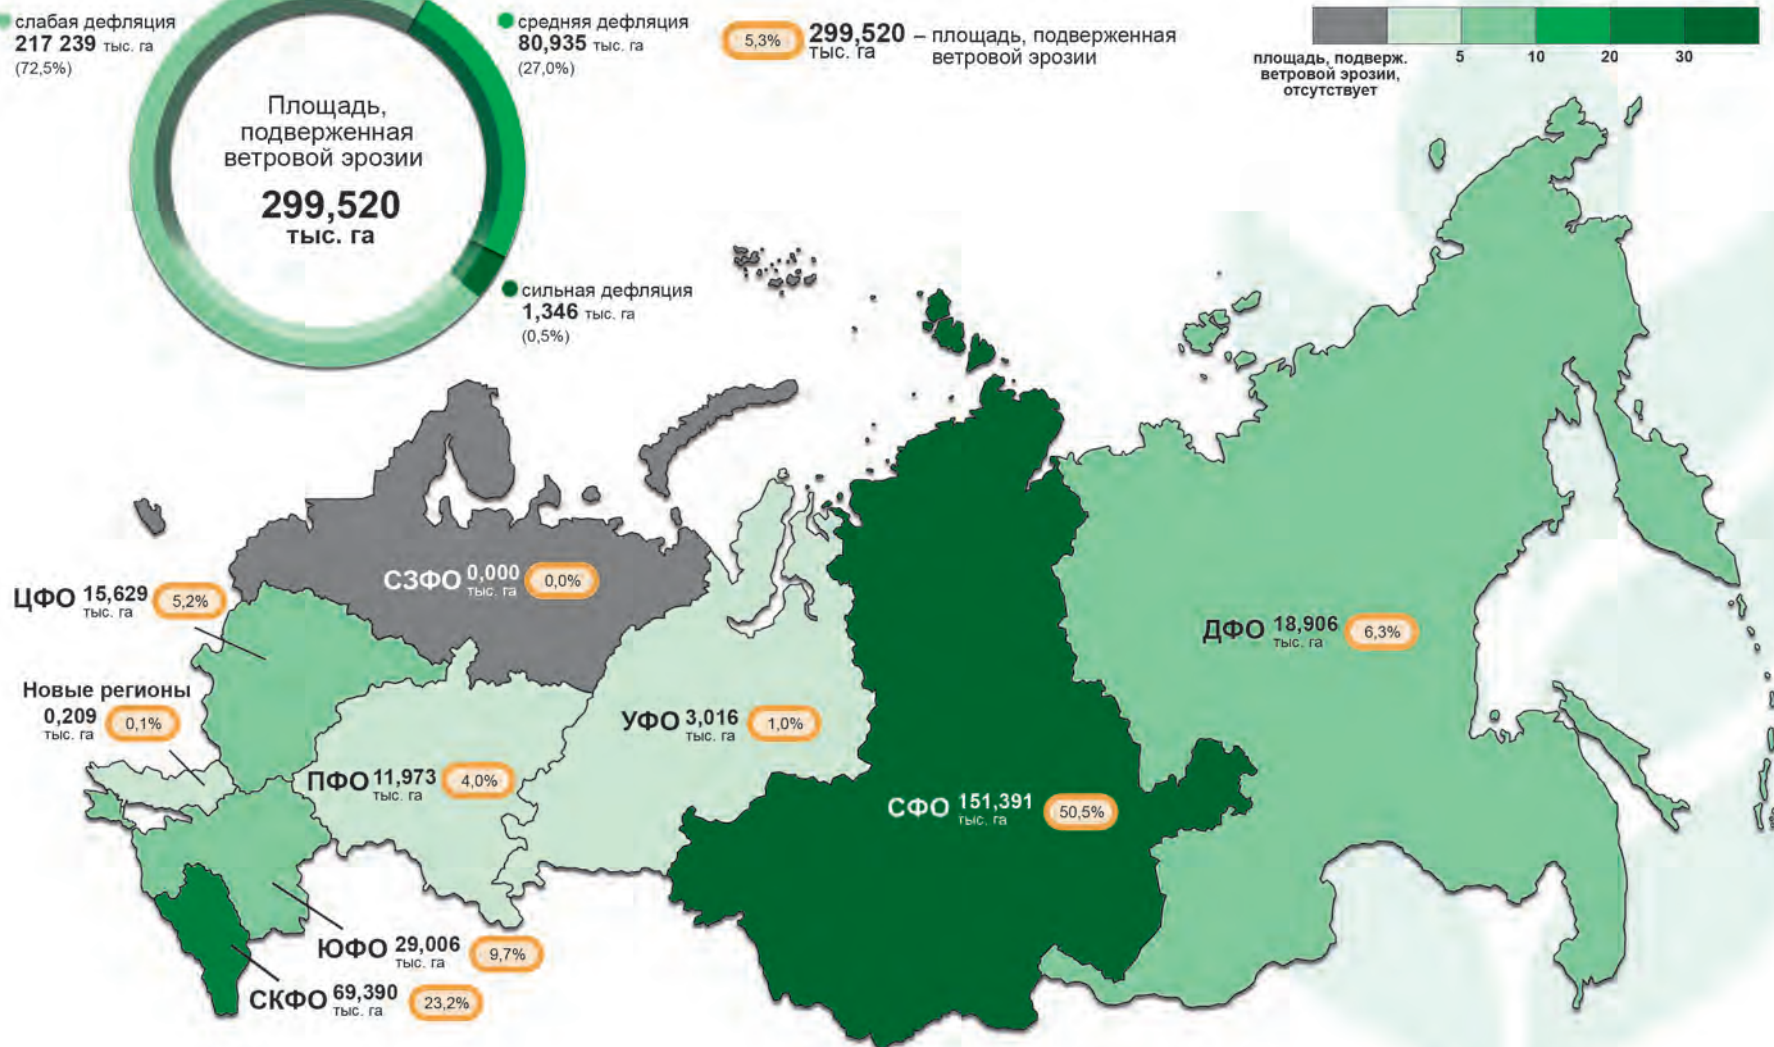 слабая дефляция
217 239 тыс. га
(72,5%)
средняя дефляция
80,935 тыс. га
(27,0%)
5,3%
299,520 – площадь, подверженная
тыс. га ветровой эрозии
площадь, подверж.
ветровой эрозии,
отсутствует
5 10 20 30
Площадь,
подверженная
ветровой эрозии
299,520
тыс. га
сильная дефляция
1,346 тыс. га
(0,5%)
СЗФО 0,000
тыс. га
0,0%
ЦФО 15,629
тыс. га
5,2%
ДФО 18,906
тыс. га
6,3%
Новые регионы
0,209
тыс. га
0,1%
УФО 3,016
тыс. га
1,0%
ПФО 11,973
тыс. га
4,0%
СФО 151,391
тыс. га
50,5%
ЮФО 29,006
тыс. га
9,7%
СКФО 69,390
тыс. га
23,2%